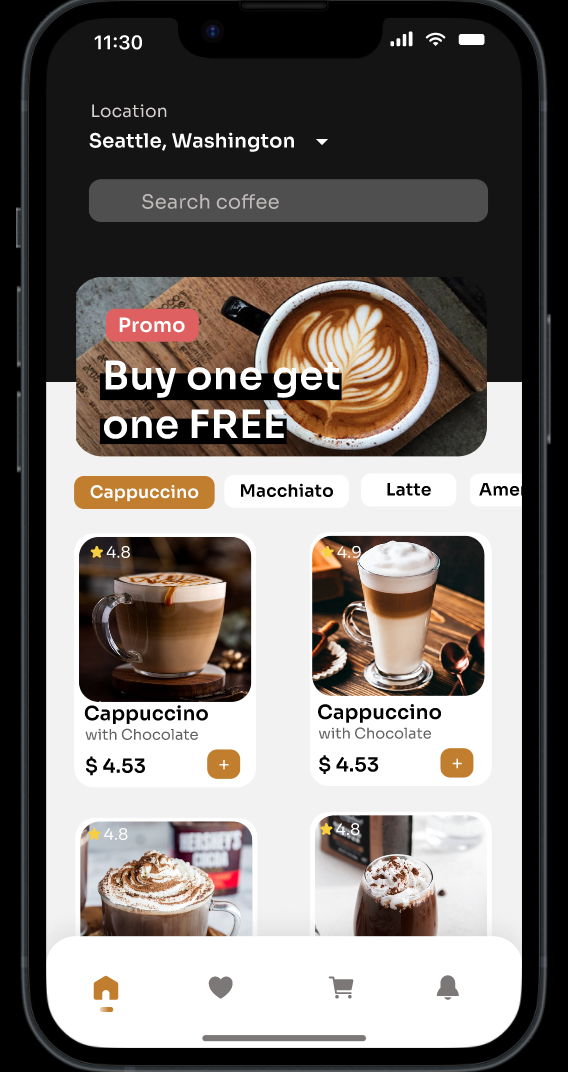 11:30
Location
Seattle, Washington
Search coffee
Promo
Buy one get
one FREE
Cappuccino Macchiato Latte Amer
4.8 4.9
Cappuccino Cappuccino
with Chocolate with Chocolate
$ 4.53 $ 4.53
+ +
4.8 4.8
HERSHEY'S
COCOA